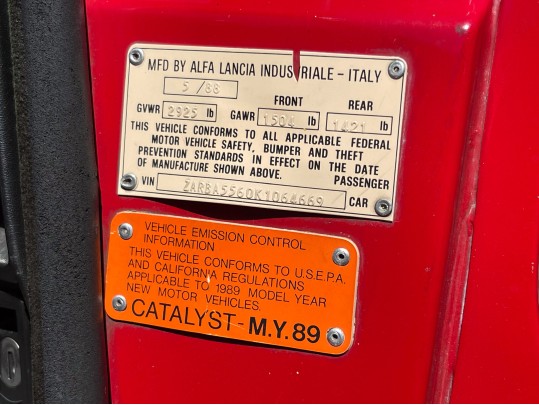 MFD BY ALFA LANCIA INDUSTRIALE - ITALY
5 /88
FRONT REAR
GVWR 2925 lb GAWR 1504 lb 1421 lb
THIS VEHICLE CONFORMS TO ALL APPLICABLE FEDERAL
MOTOR VEHICLE SAFETY, BUMPER AND THEFT
PREVENTION STANDARDS IN EFFECT ON THE DATE
OF MANUFACTURE SHOWN ABOVE. PASSENGER
VIN ZARBA5560K1064669 CAR
VEHICLE EMISSION CONTROL
INFORMATION
THIS VEHICLE CONFORMS TO U.S.E.P.A.
AND CALIFORNIA REGULATIONS
APPLICABLE TO 1989 MODEL YEAR
NEW MOTOR VEHICLES.
CATALYST - M.Y. 89